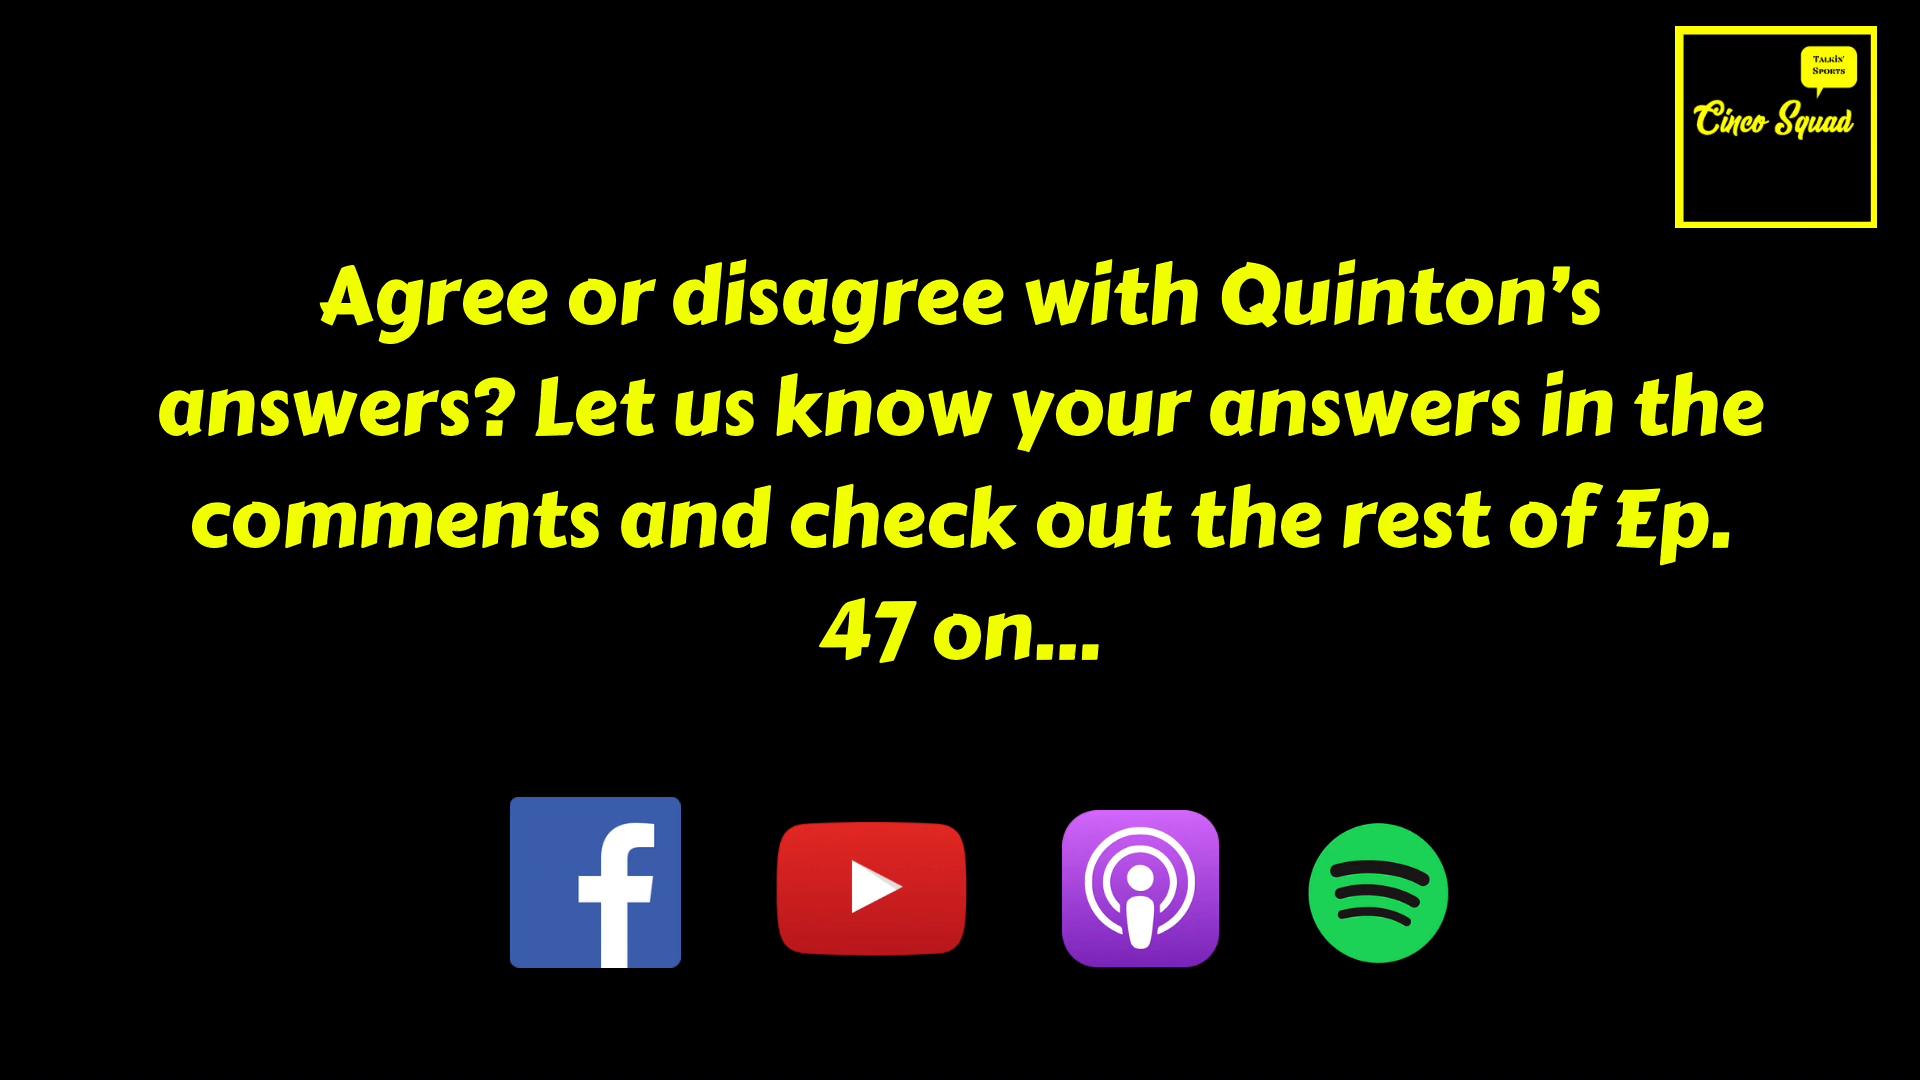 Talkin'
Sports
Cinco Squad
Agree or disagree with Quinton’s
answers? Let us know your answers in the
comments and check out the rest of Ep.
47 on...